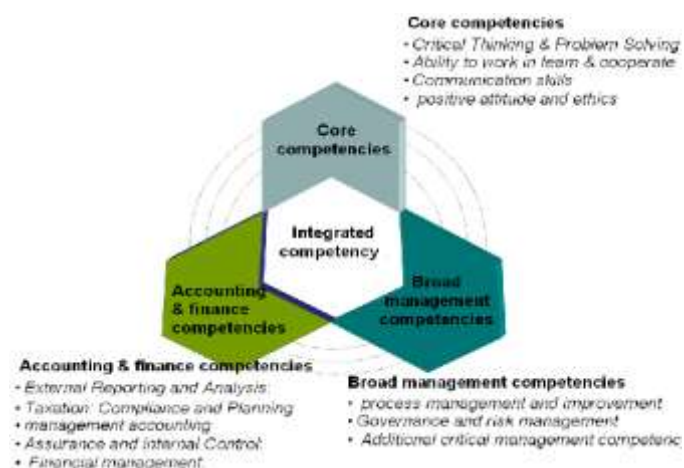 Core competencies
• Critical Thinking & Problem Solving
• Ability to work in team & cooperate
• Communication skills
• positive attitude and ethics
Core
competencies
Integrated
competency
Accounting
& finance
competencies
Broad
management
competencies
Accounting & finance competencies
• External Reporting and Analysis
• Taxation: Compliance and Planning
• management accounting
• Assurance and Internal Control:
• Financial management.
Broad management competencies
• process management and improvement
• Governance and risk management
• Additional critical management competenc